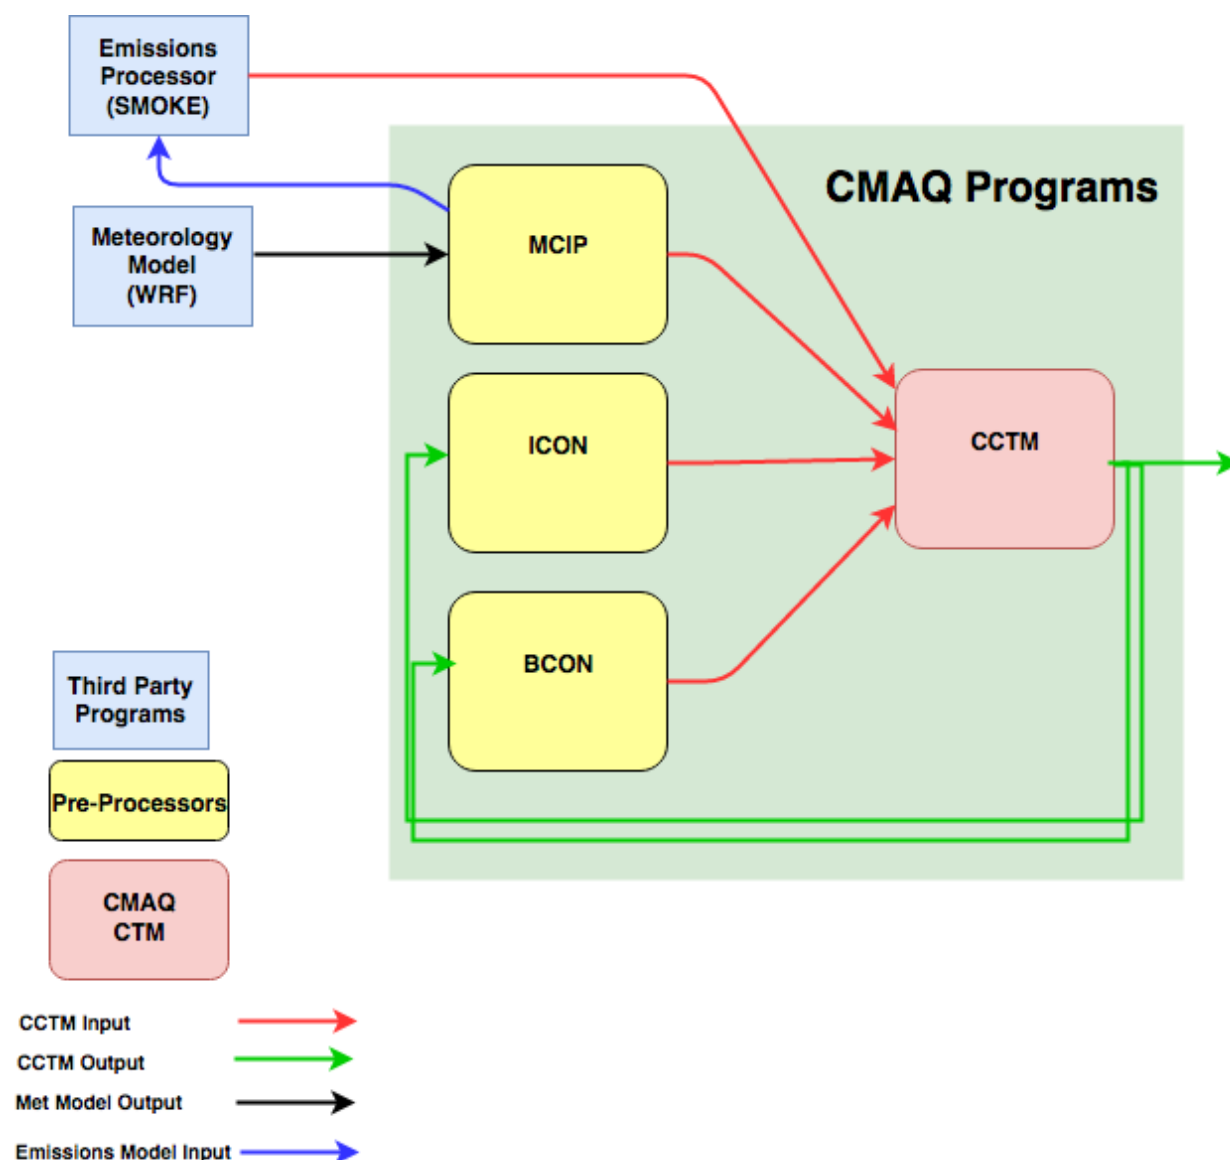 Emissions
Processor
(SMOKE)
CMAQ Programs
Meteorology
Model
(WRF)
MCIP
ICON
CCTM
BCON
Third Party
Programs
Pre-Processors
CMAQ
CTM
CCTM Input
CCTM Output
Met Model Output
Emissions Model Input